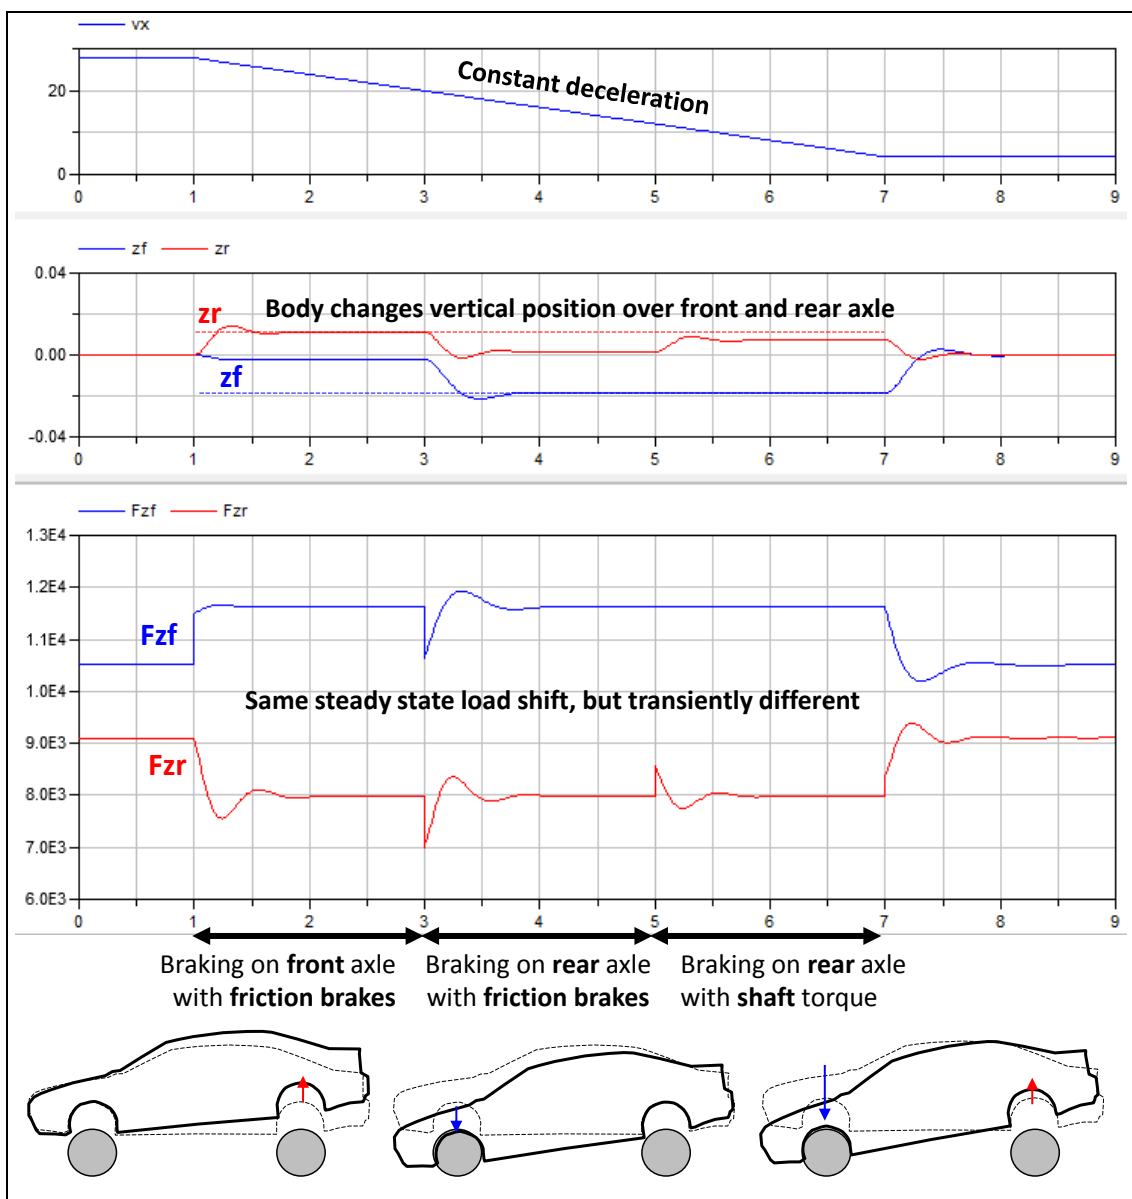 vx
20
0
Constant deceleration
0 1 2 3 4 5 6 7 8 9
zf zr
0.04
0.00
-0.04
Body changes vertical position over front and rear axle
zr
zf
0 1 2 3 4 5 6 7 8 9
Fzf Fzr
1.3E4
1.2E4
1.1E4
1.0E4
9.0E3
8.0E3
7.0E3
6.0E3
Fzf
Same steady state load shift, but transiently different
Fzr
0 1 2 3 4 5 6 7 8 9
Braking on front axle
with friction brakes
Braking on rear axle
with friction brakes
Braking on rear axle
with shaft torque